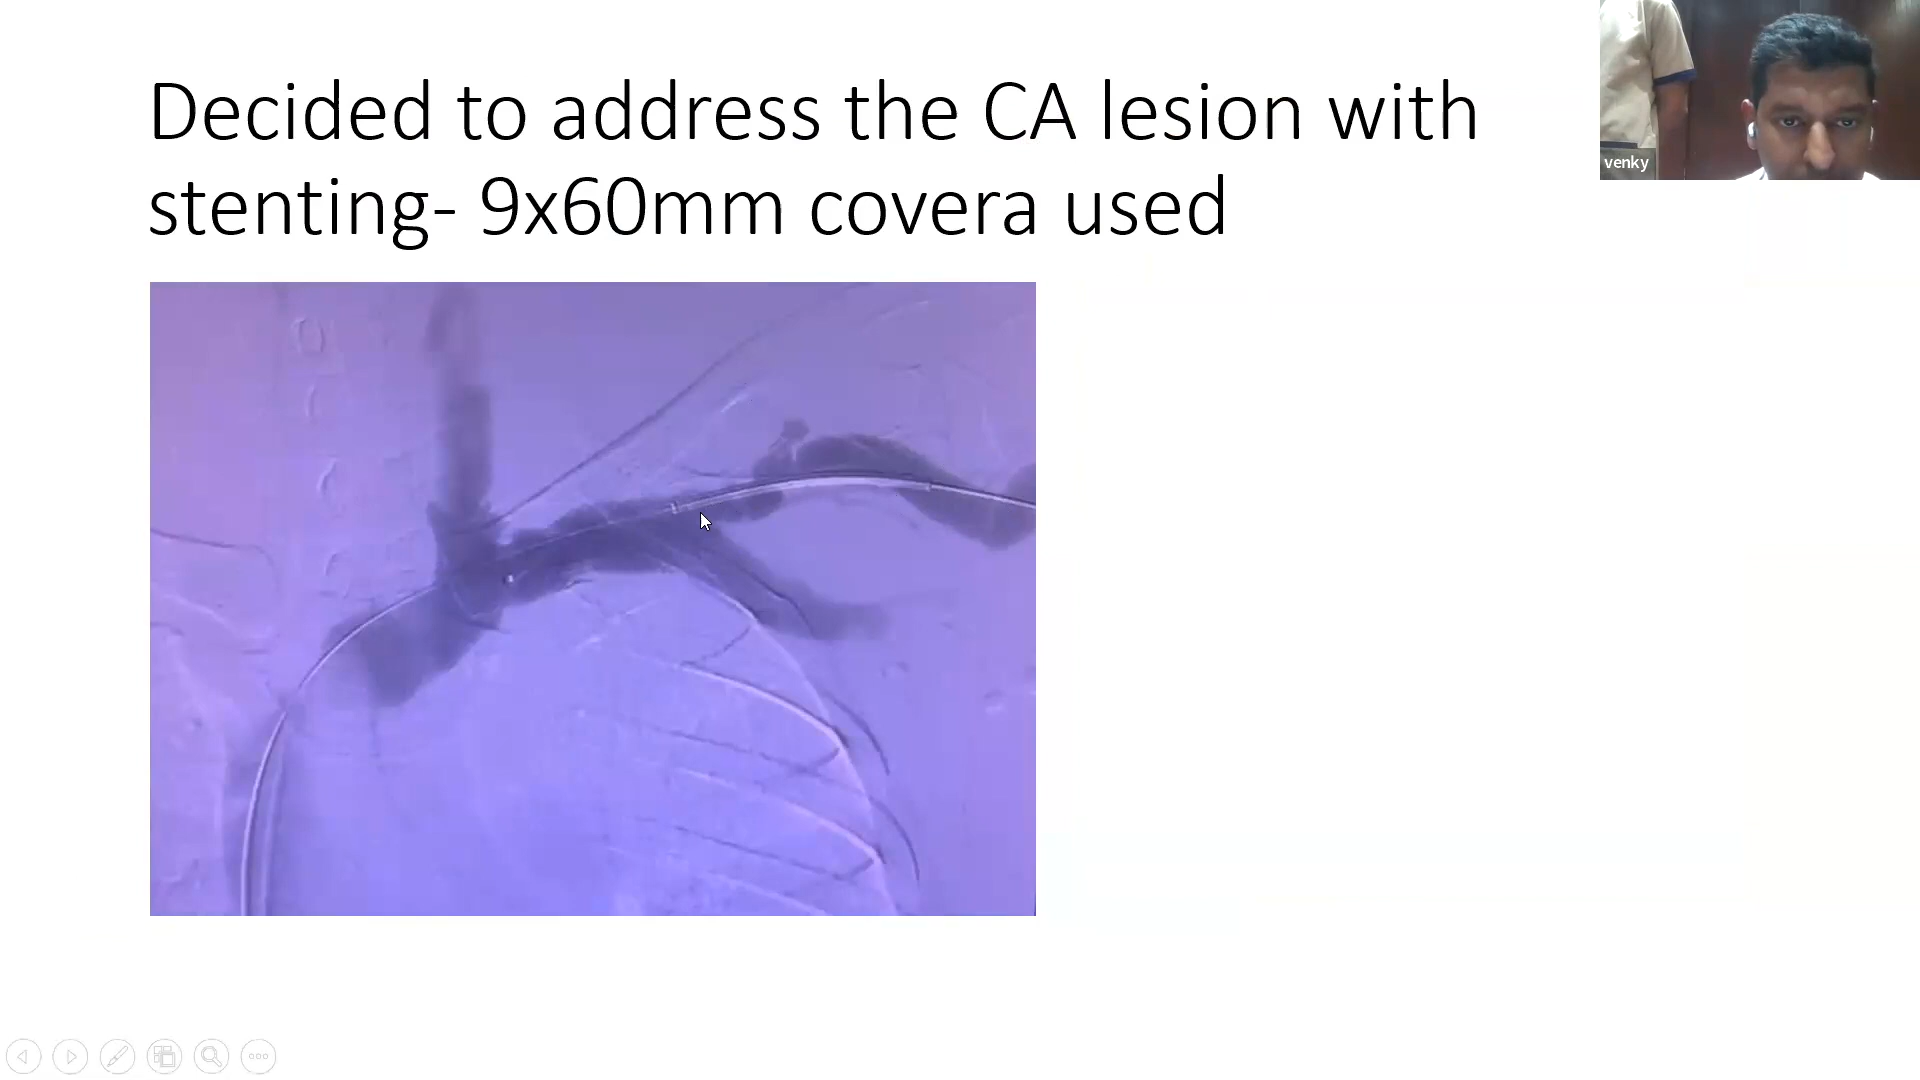 Decided to address the CA lesion with
stenting- 9x60mm covera used
venky